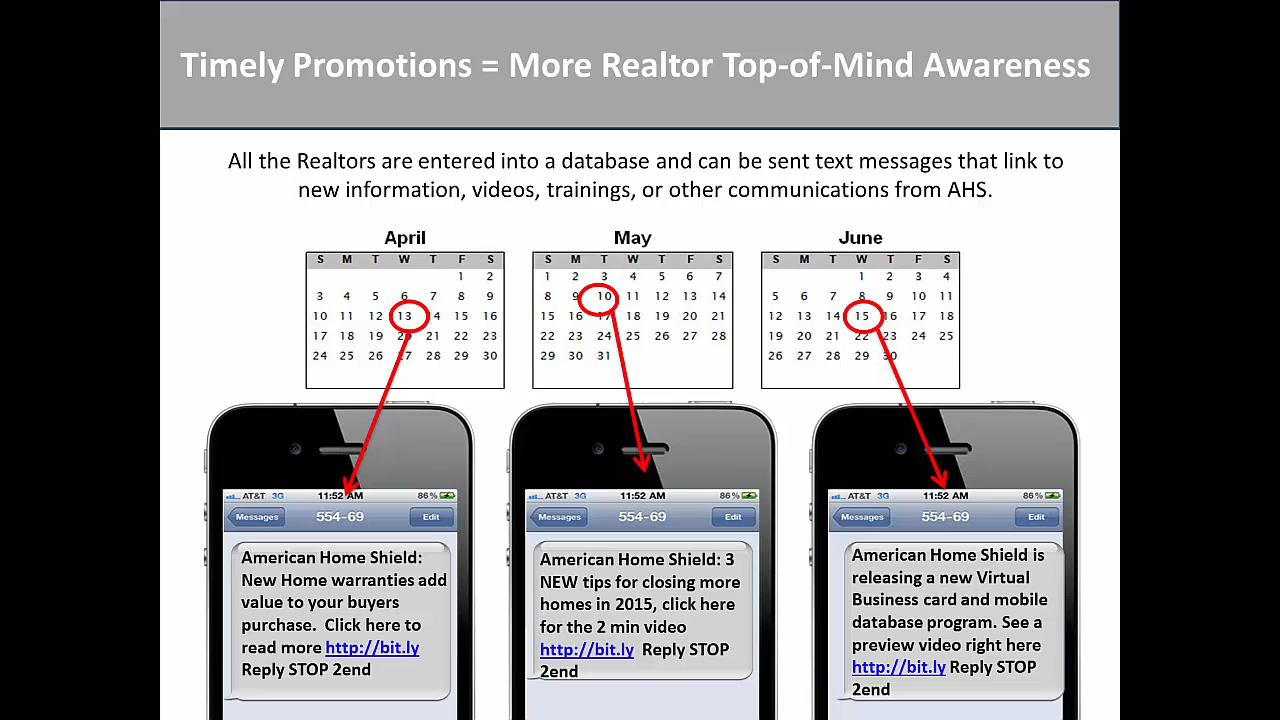 Timely Promotions = More Realtor Top-of-Mind Awareness
All the Realtors are entered into a database and can be sent text messages that link to
new information, videos, trainings, or other communications from AHS.
April
S M T W T F S
1 2
3 4 5 6 7 8 9
10 11 12 13 14 15 16
17 18 19 20 21 22 23
24 25 26 27 28 29 30
May
S M T W T F S
1 2 3 4 5 6 7
8 9 10 11 12 13 14
15 16 17 18 19 20 21
22 23 24 25 26 27 28
29 30 31
June
S M T W T F S
1 2 3 4
5 6 7 8 9 10 11
12 13 14 15 16 17 18
19 20 21 22 23 24 25
26 27 28 29 30
AT&T 3G 11:52 AM 86%
Messages 554-69 Edit
American Home Shield:
New Home warranties add
value to your buyers
purchase. Click here to
read more http://bit.ly
Reply STOP 2end
AT&T 3G 11:52 AM 86%
Messages 554-69 Edit
American Home Shield: 3
NEW tips for closing more
homes in 2015, click here
for the 2 min video
http://bit.ly Reply STOP
2end
AT&T 3G 11:52 AM 86%
Messages 554-69 Edit
American Home Shield is
releasing a new Virtual
Business card and mobile
database program. See a
preview video right here
http://bit.ly Reply STOP
2end